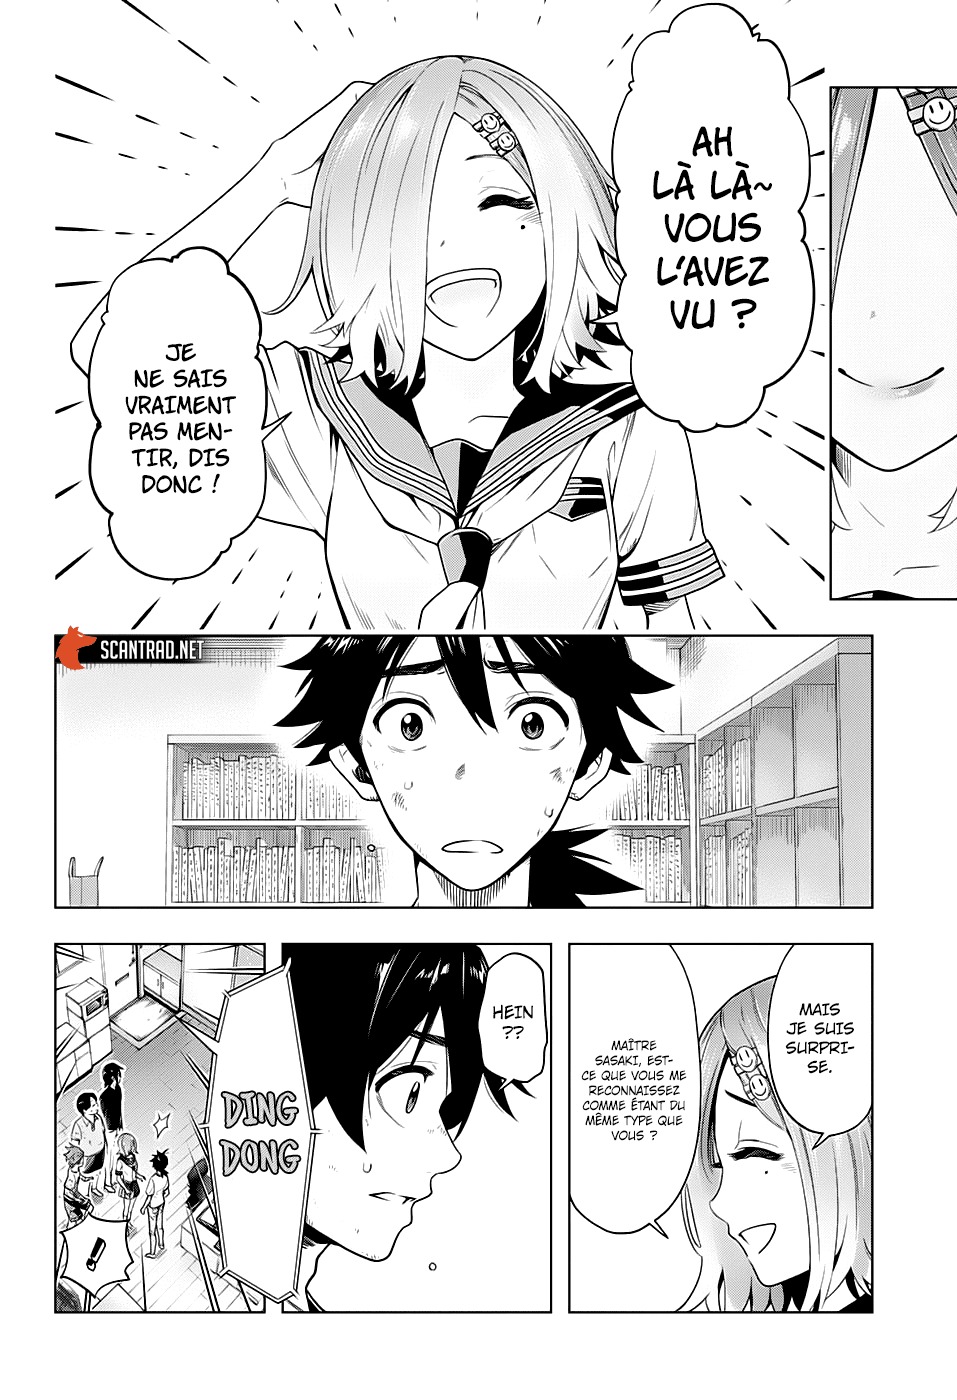 AH
LÀ LÀ~
VOUS
L'AVEZ
VU ?
JE
NE SAIS
VRAIMENT
PAS MEN-
TIR, DIS
DONC !
SCANTRAD.NET
MAIS
JE SUIS
SURPRI-
SE.
MAÎTRE
SASAKI, EST-
CE QUE VOUS ME
RECONNAISSEZ
COMME ÉTANT DU
MÊME TYPE QUE
VOUS ?
HEIN
??
DING
DONG
!